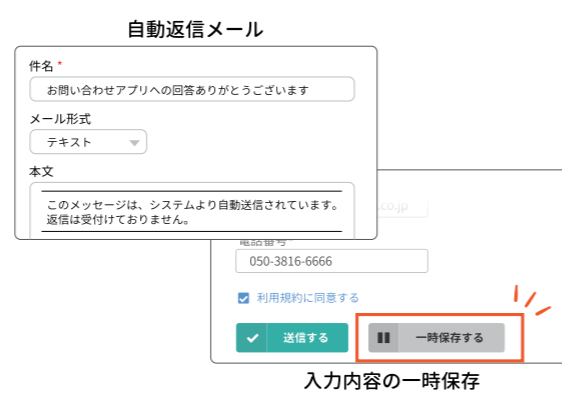 自動返信メール
件名 *
お問い合わせアプリへの回答ありがとうございます
メール形式
テキスト
本文
このメッセージは、システムより自動送信されています。
返信は受付けておりません。
.co.jp
電話番号 *
050-3816-6666
利用規約に同意する
送信する
一時保存する
入力内容の一時保存